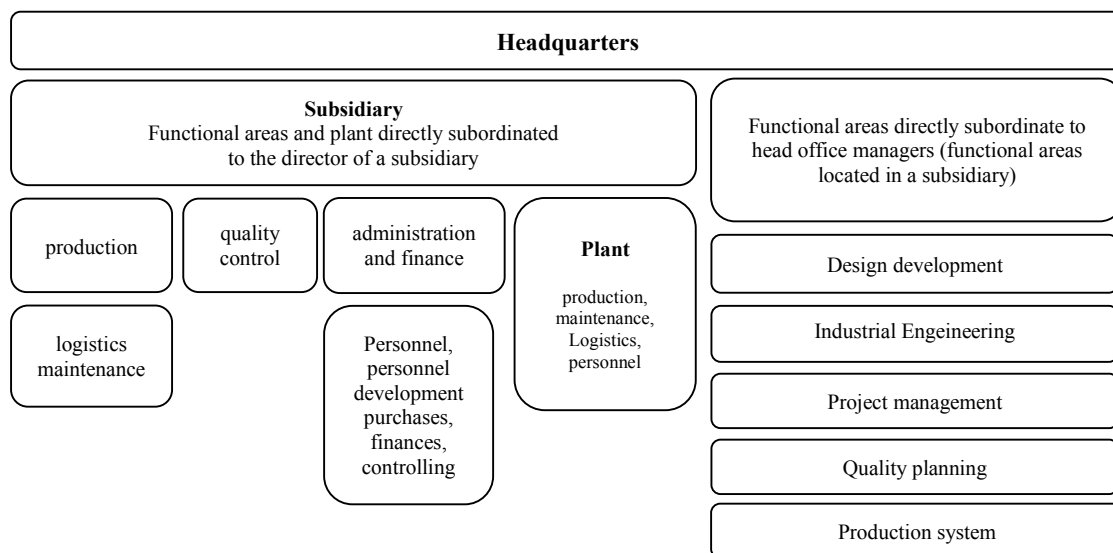 Headquarters
Subsidiary
Functional areas and plant directly subordinated
to the director of a subsidiary
Functional areas directly subordinate to
head office managers (functional areas
located in a subsidiary)
production
quality
control
administration
and finance
Plant
production,
maintenance,
Logistics,
personnel
logistics
maintenance
Personnel,
personnel
development
purchases,
finances,
controlling
Design development
Industrial Engeineering
Project management
Quality planning
Production system